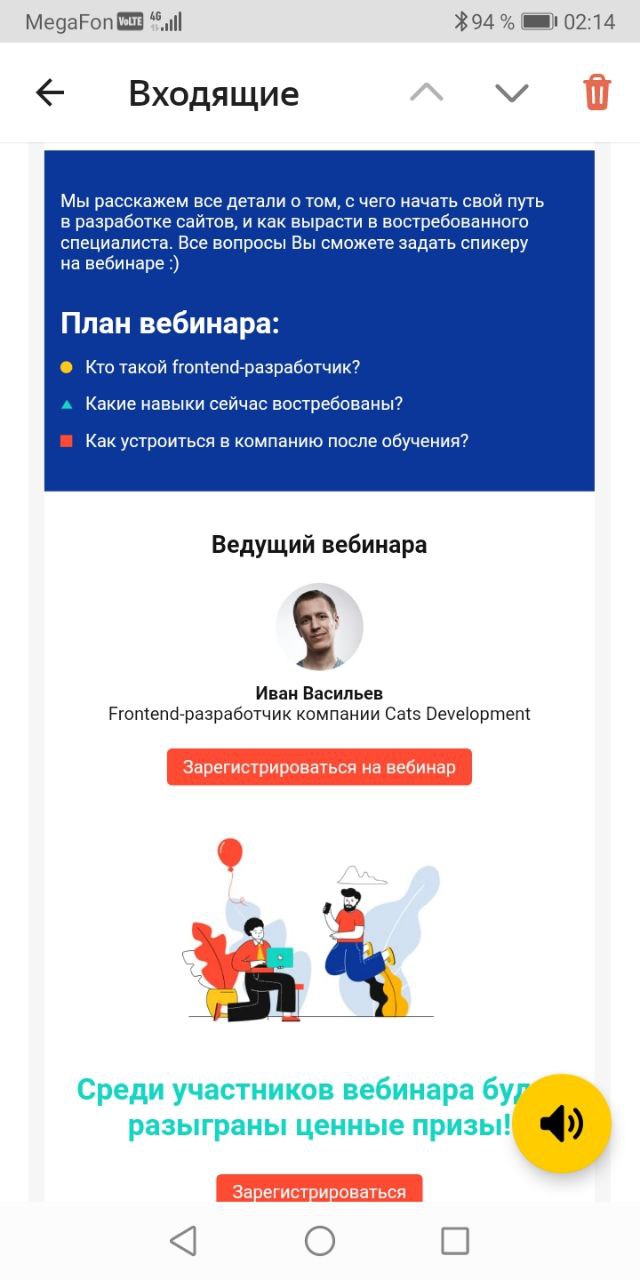 MegaFon VoLTE 4G 94 % 02:14
Входящие
Мы расскажем все детали о том, с чего начать свой путь
в разработке сайтов, и как вырасти в востребованного
специалиста. Все вопросы Вы сможете задать спикеру
на вебинаре :)
План вебинара:
Кто такой frontend-разработчик?
Какие навыки сейчас востребованы?
Как устроиться в компанию после обучения?
Ведущий вебинара
Иван Васильев
Frontend-разработчик компании Cats Development
Зарегистрироваться на вебинар
Среди участников вебинара
разыграны ценные призы!
Зарегистрироваться